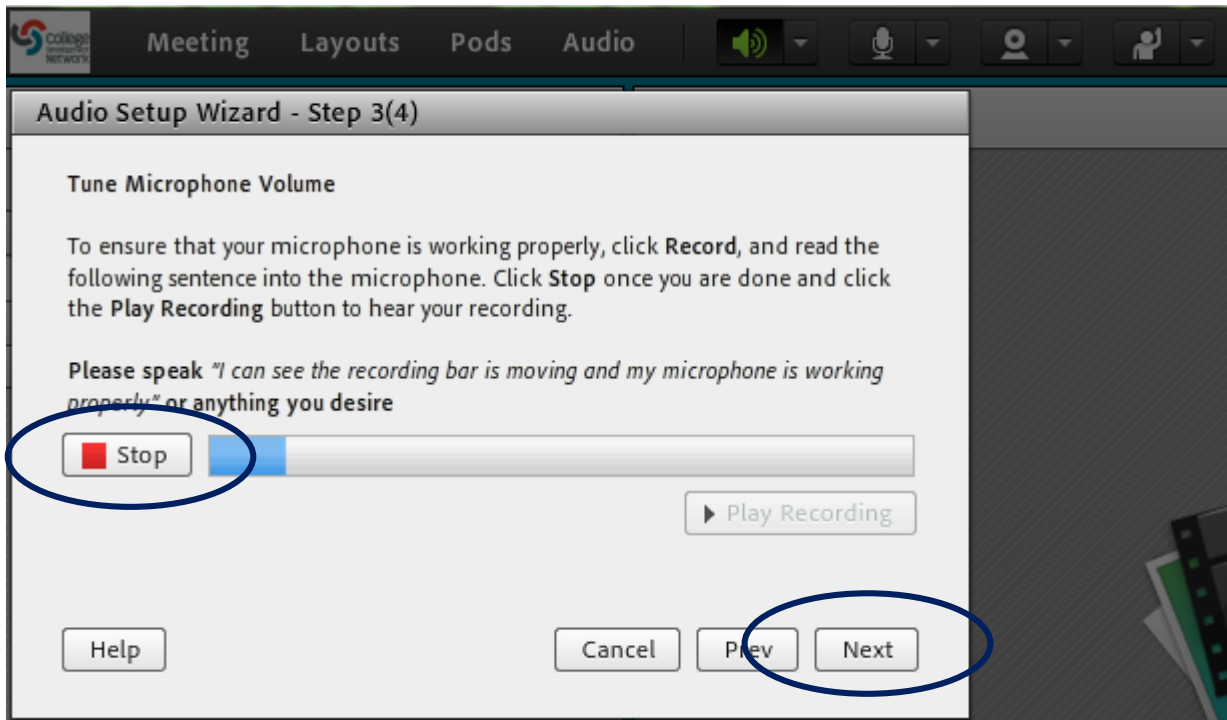 college
development
network
Meeting Layouts Pods Audio
Audio Setup Wizard - Step 3(4)
Tune Microphone Volume
To ensure that your microphone is working properly, click Record, and read the
following sentence into the microphone. Click Stop once you are done and click
the Play Recording button to hear your recording.
Please speak "I can see the recording bar is moving and my microphone is working
properly" or anything you desire
Stop
Play Recording
Help Cancel Prev Next